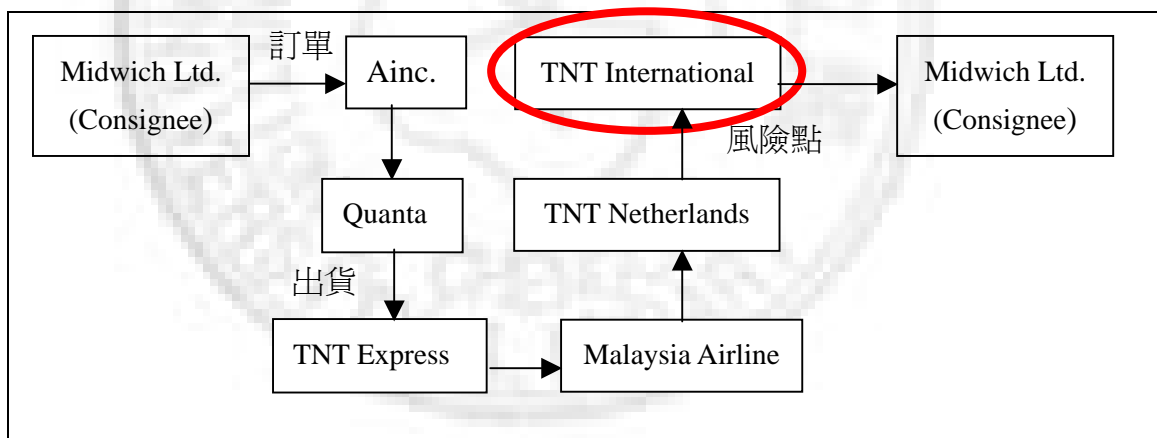 Midwich Ltd.
(Consignee)
訂單
Ainc.
TNT International
Midwich Ltd.
(Consignee)
風險點
Quanta
TNT Netherlands
出貨
TNT Express
Malaysia Airline